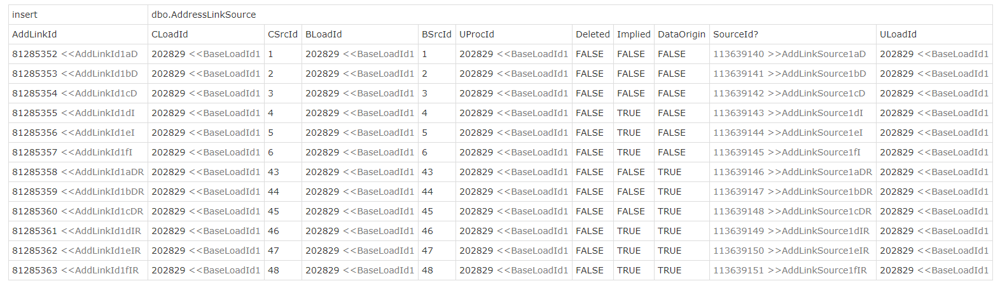 insert dbo.AddressLinkSource
AddLinkId CLoadId CSrcId BLoadId BSrcId UProcId Deleted Implied DataOrigin SourceId? ULoadId
81285352 <<AddLinkId1aD 202829 <<BaseLoadId1 1 202829 <<BaseLoadId1 1 202829 <<BaseLoadId1 FALSE FALSE FALSE 113639140 >>AddLinkSource1aD 202829 <<BaseLoadId1
81285353 <<AddLinkId1bD 202829 <<BaseLoadId1 2 202829 <<BaseLoadId1 2 202829 <<BaseLoadId1 FALSE FALSE FALSE 113639141 >>AddLinkSource1bD 202829 <<BaseLoadId1
81285354 <<AddLinkId1cD 202829 <<BaseLoadId1 3 202829 <<BaseLoadId1 3 202829 <<BaseLoadId1 FALSE FALSE FALSE 113639142 >>AddLinkSource1cD 202829 <<BaseLoadId1
81285355 <<AddLinkId1dI 202829 <<BaseLoadId1 4 202829 <<BaseLoadId1 4 202829 <<BaseLoadId1 FALSE TRUE FALSE 113639143 >>AddLinkSource1dI 202829 <<BaseLoadId1
81285356 <<AddLinkId1eI 202829 <<BaseLoadId1 5 202829 <<BaseLoadId1 5 202829 <<BaseLoadId1 FALSE TRUE FALSE 113639144 >>AddLinkSource1eI 202829 <<BaseLoadId1
81285357 <<AddLinkId1fI 202829 <<BaseLoadId1 6 202829 <<BaseLoadId1 6 202829 <<BaseLoadId1 FALSE TRUE FALSE 113639145 >>AddLinkSource1fI 202829 <<BaseLoadId1
81285358 <<AddLinkId1aDR 202829 <<BaseLoadId1 43 202829 <<BaseLoadId1 43 202829 <<BaseLoadId1 FALSE FALSE TRUE 113639146 >>AddLinkSource1aDR 202829 <<BaseLoadId1
81285359 <<AddLinkId1bDR 202829 <<BaseLoadId1 44 202829 <<BaseLoadId1 44 202829 <<BaseLoadId1 FALSE FALSE TRUE 113639147 >>AddLinkSource1bDR 202829 <<BaseLoadId1
81285360 <<AddLinkId1cDR 202829 <<BaseLoadId1 45 202829 <<BaseLoadId1 45 202829 <<BaseLoadId1 FALSE FALSE TRUE 113639148 >>AddLinkSource1cDR 202829 <<BaseLoadId1
81285361 <<AddLinkId1dIR 202829 <<BaseLoadId1 46 202829 <<BaseLoadId1 46 202829 <<BaseLoadId1 FALSE TRUE TRUE 113639149 >>AddLinkSource1dIR 202829 <<BaseLoadId1
81285362 <<AddLinkId1eIR 202829 <<BaseLoadId1 47 202829 <<BaseLoadId1 47 202829 <<BaseLoadId1 FALSE TRUE TRUE 113639150 >>AddLinkSource1eIR 202829 <<BaseLoadId1
81285363 <<AddLinkId1fIR 202829 <<BaseLoadId1 48 202829 <<BaseLoadId1 48 202829 <<BaseLoadId1 FALSE TRUE TRUE 113639151 >>AddLinkSource1fIR 202829 <<BaseLoadId1